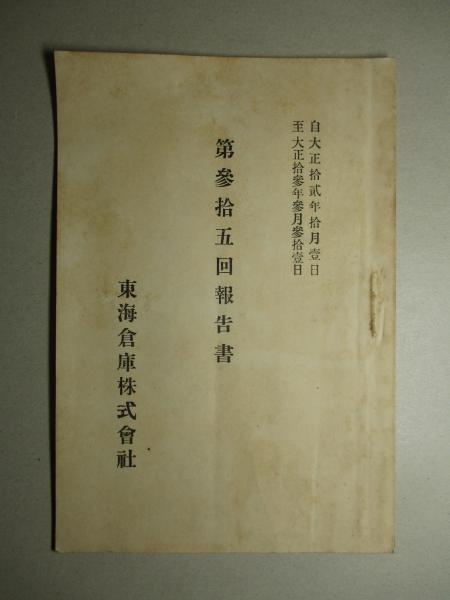 自大正拾貳年拾月壹日
至大正拾參年參月參拾壹日
第參拾五回報告書
東海倉庫株式會社